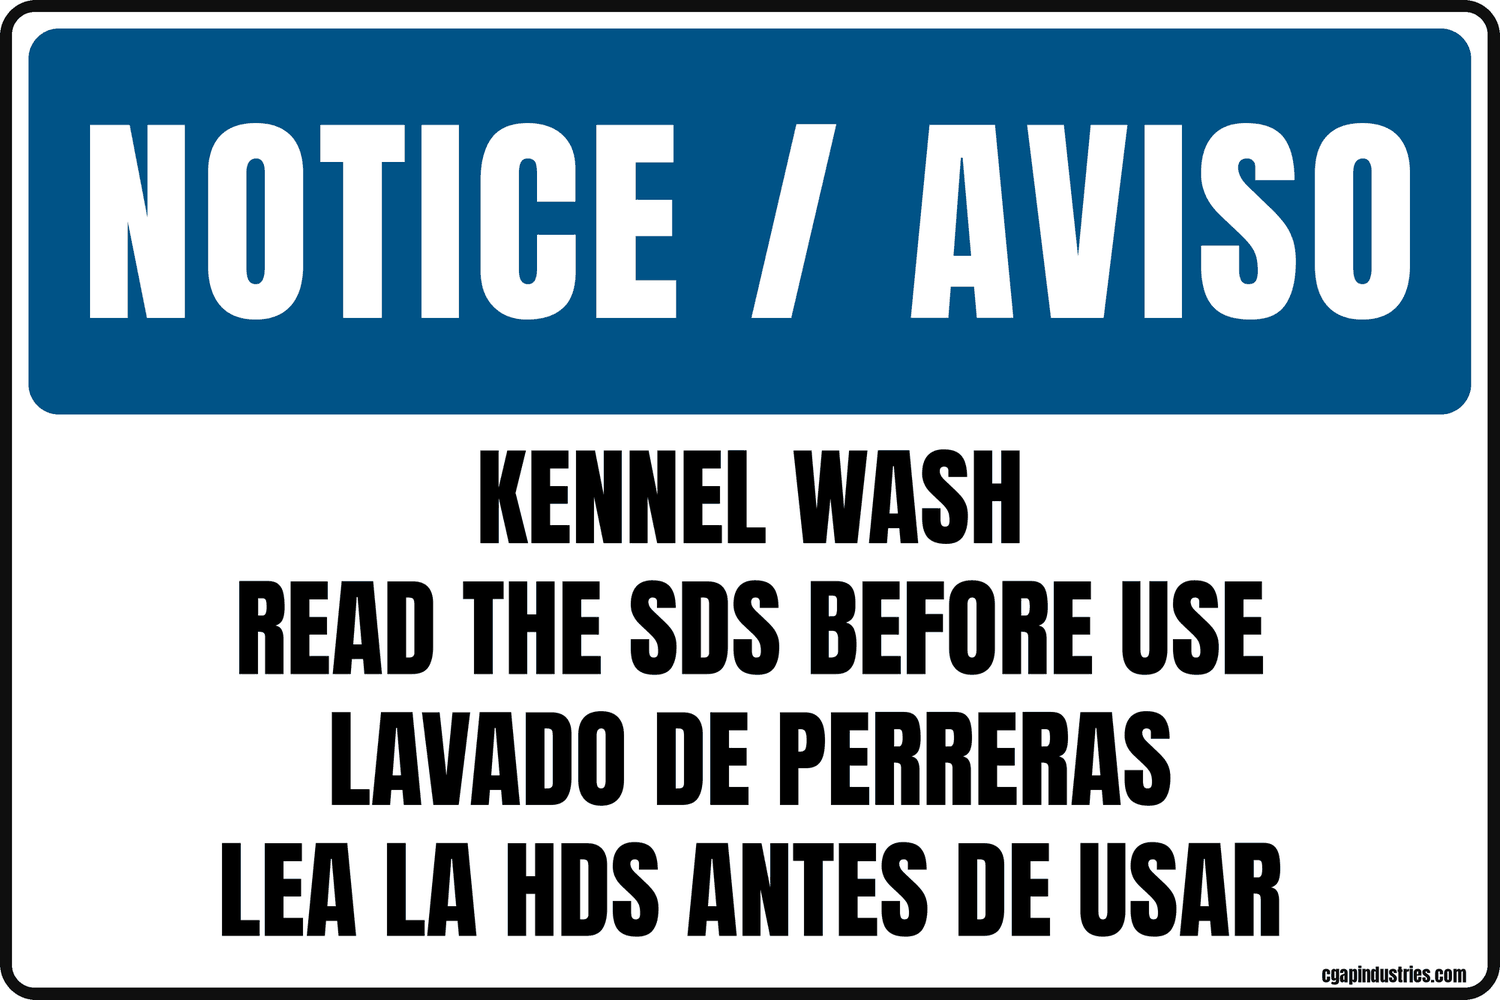 NOTICE / AVISO
KENNEL WASH
READ THE SDS BEFORE USE
LAVADO DE PERRERAS
LEA LA HDS ANTES DE USAR
cgapindustries.com